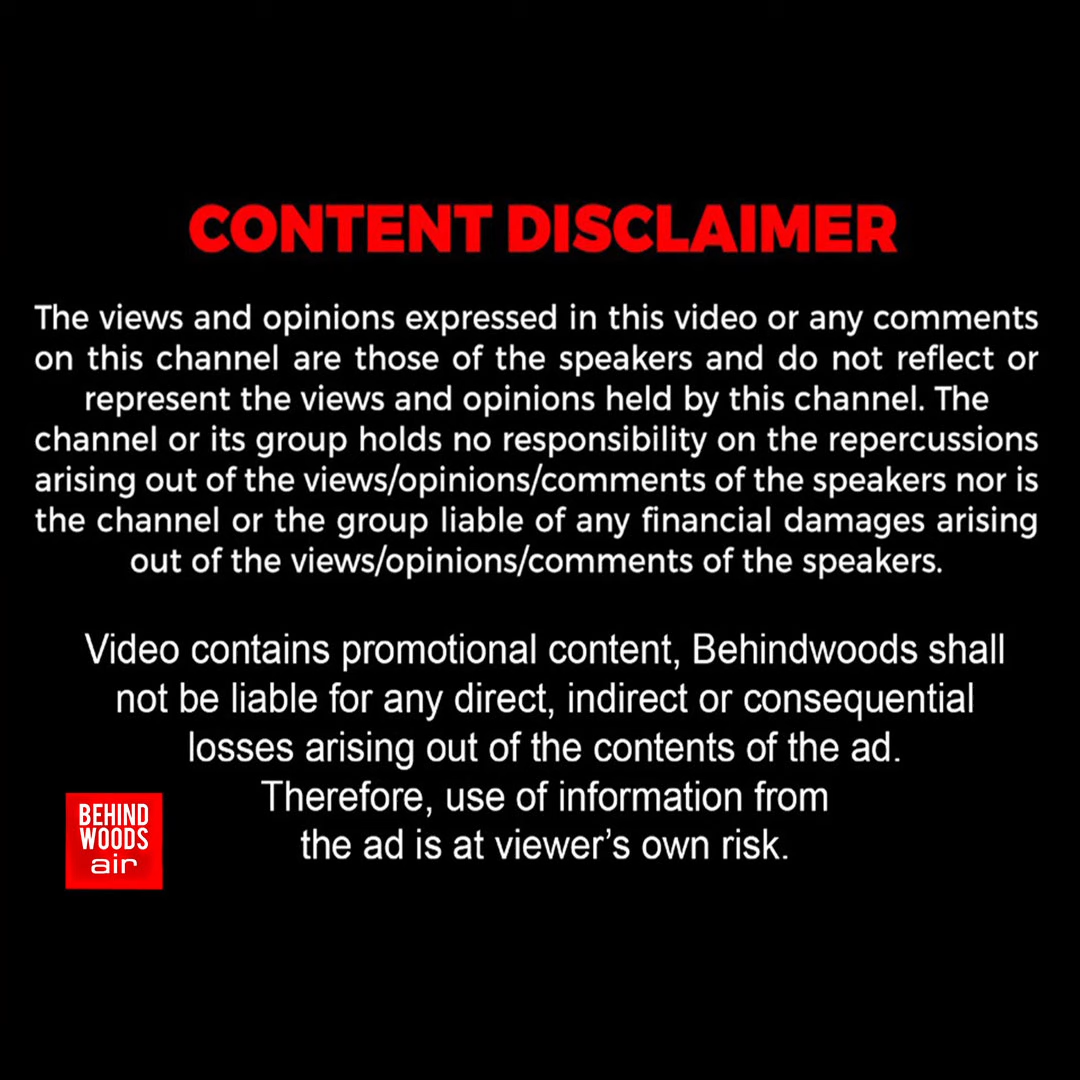 CONTENT DISCLAIMER
The views and opinions expressed in this video or any comments
on this channel are those of the speakers and do not reflect or
represent the views and opinions held by this channel. The
channel or its group holds no responsibility on the repercussions
arising out of the views/opinions/comments of the speakers nor is
the channel or the group liable of any financial damages arising
out of the views/opinions/comments of the speakers.
Video contains promotional content, Behindwoods shall
not be liable for any direct, indirect or consequential
losses arising out of the contents of the ad.
Therefore, use of information from
the ad is at viewer’s own risk.
BEHIND
WOODS
air